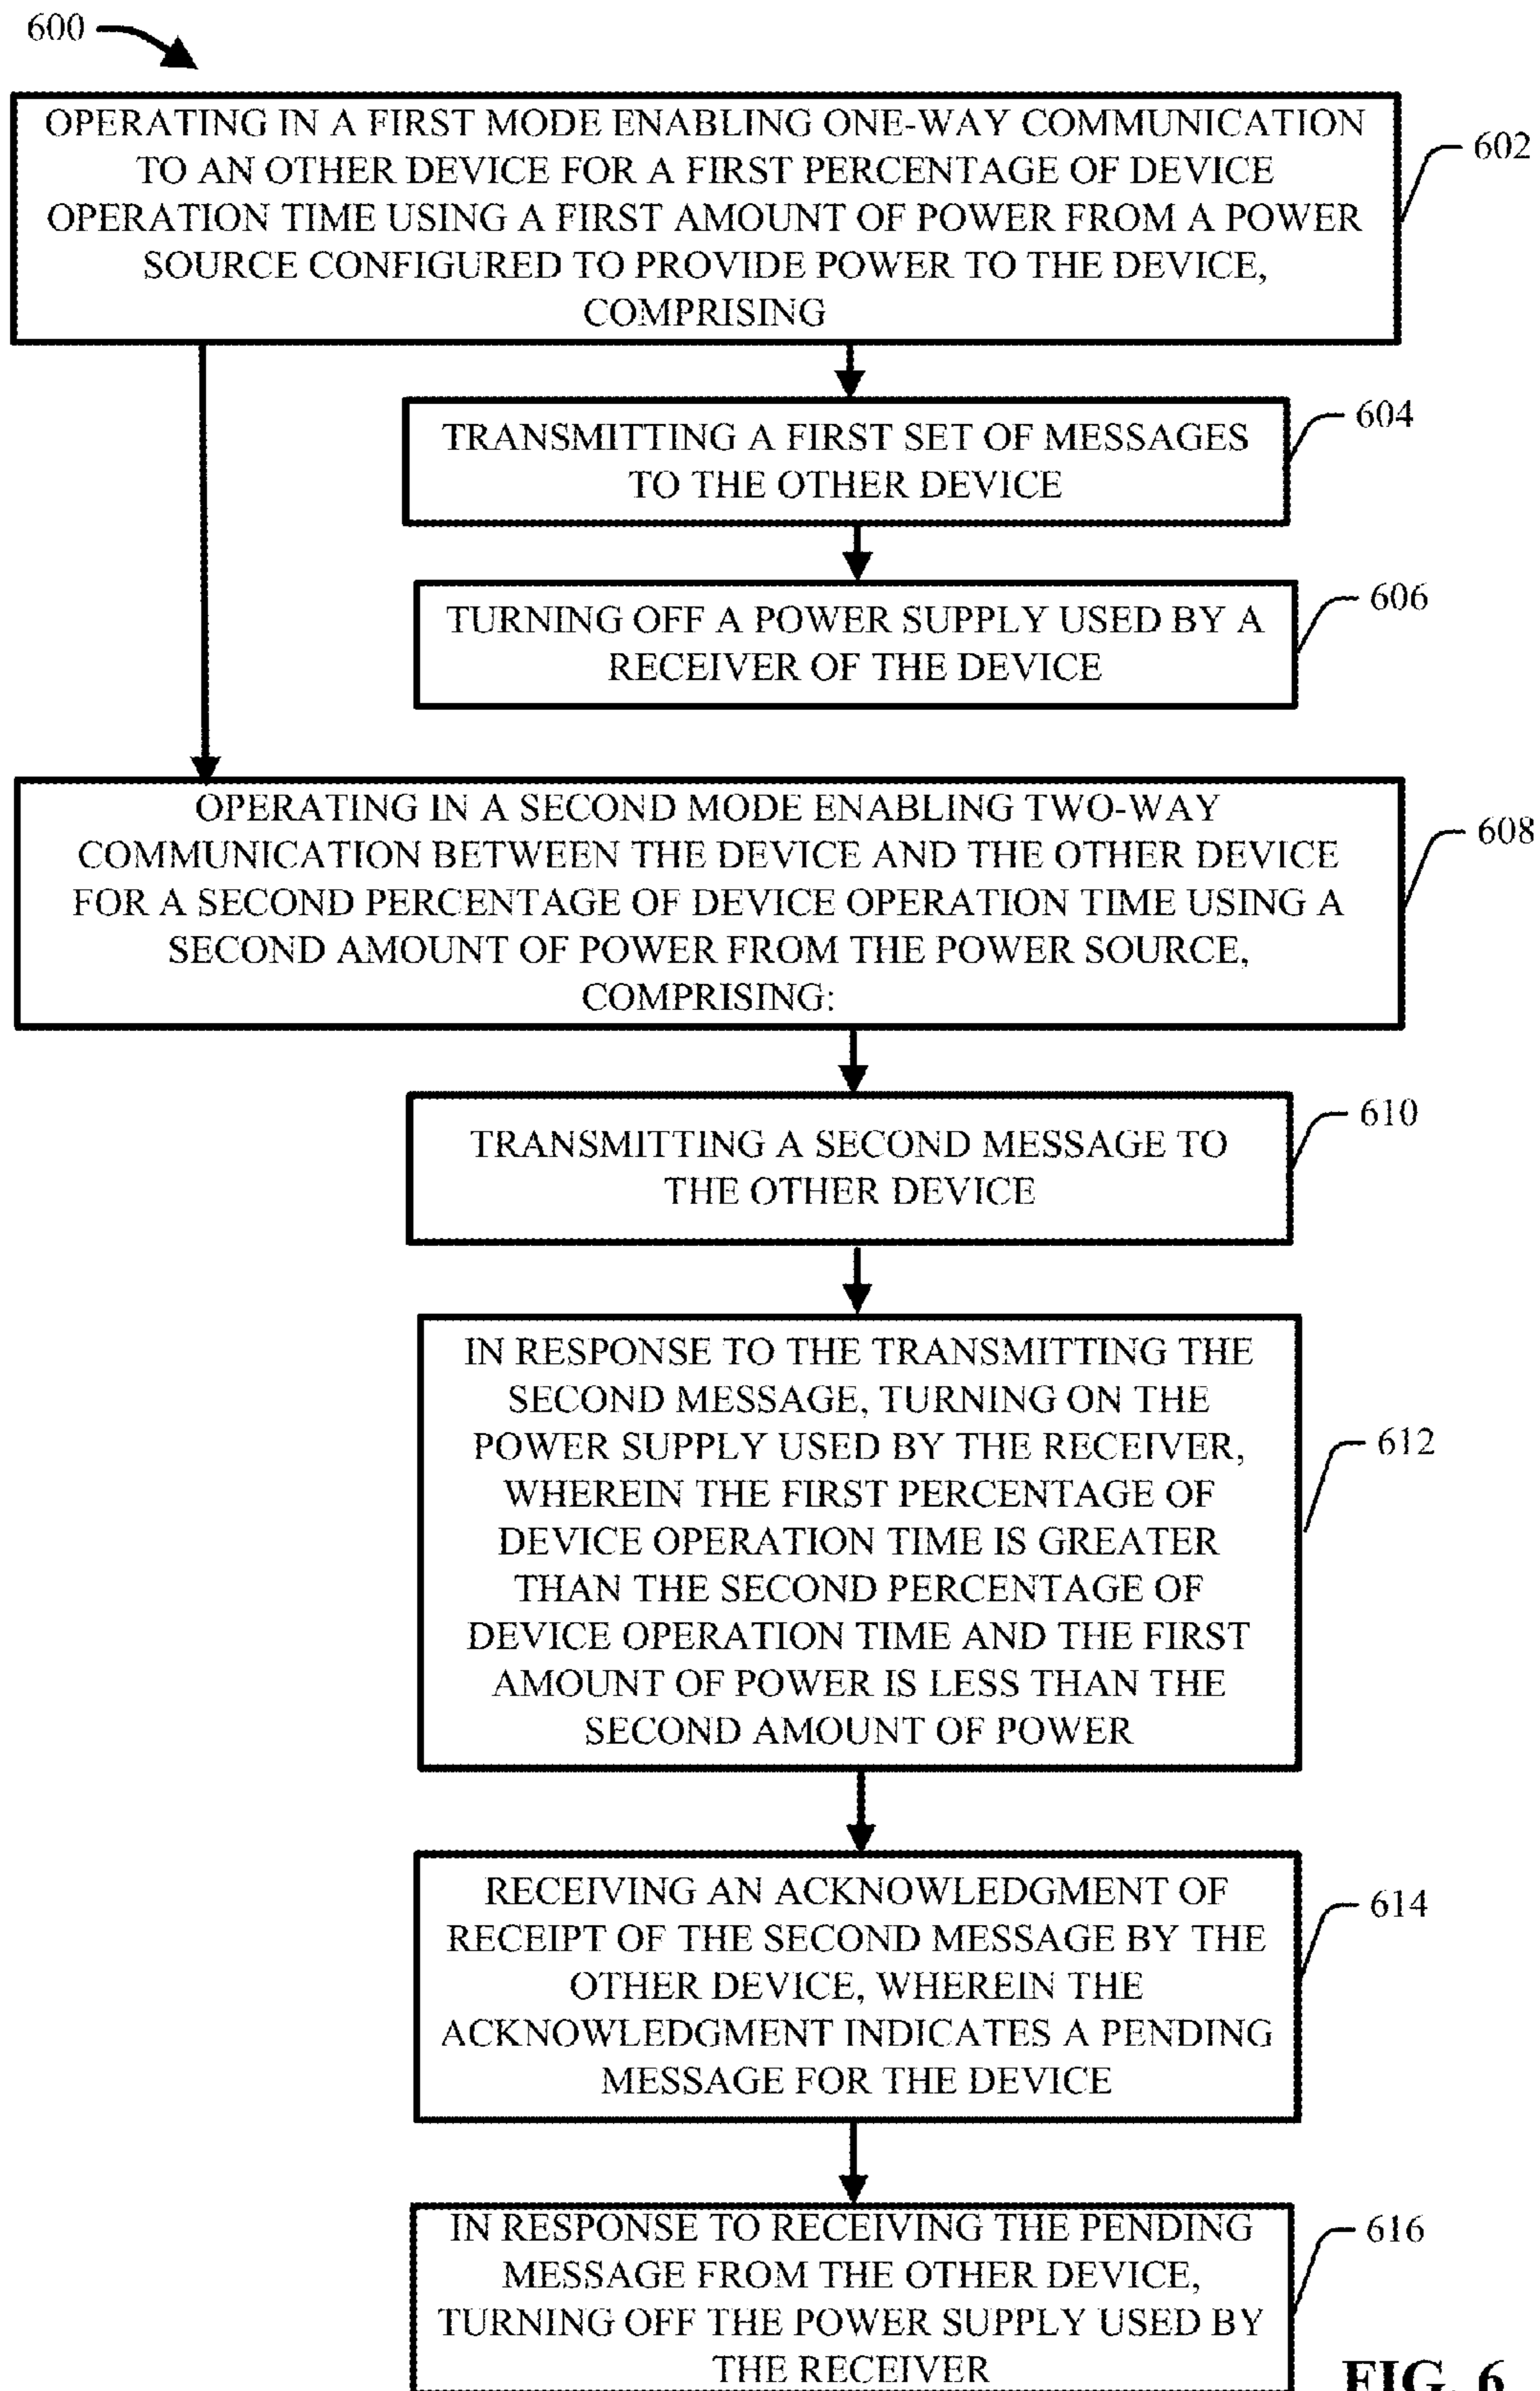 600
OPERATING IN A FIRST MODE ENABLING ONE-WAY COMMUNICATION
TO AN OTHER DEVICE FOR A FIRST PERCENTAGE OF DEVICE
OPERATION TIME USING A FIRST AMOUNT OF POWER FROM A POWER
SOURCE CONFIGURED TO PROVIDE POWER TO THE DEVICE,
COMPRISING
602
TRANSMITTING A FIRST SET OF MESSAGES
TO THE OTHER DEVICE
604
TURNING OFF A POWER SUPPLY USED BY A
RECEIVER OF THE DEVICE
606
OPERATING IN A SECOND MODE ENABLING TWO-WAY
COMMUNICATION BETWEEN THE DEVICE AND THE OTHER DEVICE
FOR A SECOND PERCENTAGE OF DEVICE OPERATION TIME USING A
SECOND AMOUNT OF POWER FROM THE POWER SOURCE,
COMPRISING:
608
TRANSMITTING A SECOND MESSAGE TO
THE OTHER DEVICE
610
IN RESPONSE TO THE TRANSMITTING THE
SECOND MESSAGE, TURNING ON THE
POWER SUPPLY USED BY THE RECEIVER,
WHEREIN THE FIRST PERCENTAGE OF
DEVICE OPERATION TIME IS GREATER
THAN THE SECOND PERCENTAGE OF
DEVICE OPERATION TIME AND THE FIRST
AMOUNT OF POWER IS LESS THAN THE
SECOND AMOUNT OF POWER
612
RECEIVING AN ACKNOWLEDGMENT OF
RECEIPT OF THE SECOND MESSAGE BY THE
OTHER DEVICE, WHEREIN THE
ACKNOWLEDGMENT INDICATES A PENDING
MESSAGE FOR THE DEVICE
614
IN RESPONSE TO RECEIVING THE PENDING
MESSAGE FROM THE OTHER DEVICE,
TURNING OFF THE POWER SUPPLY USED BY
THE RECEIVER
616
FIG. 6